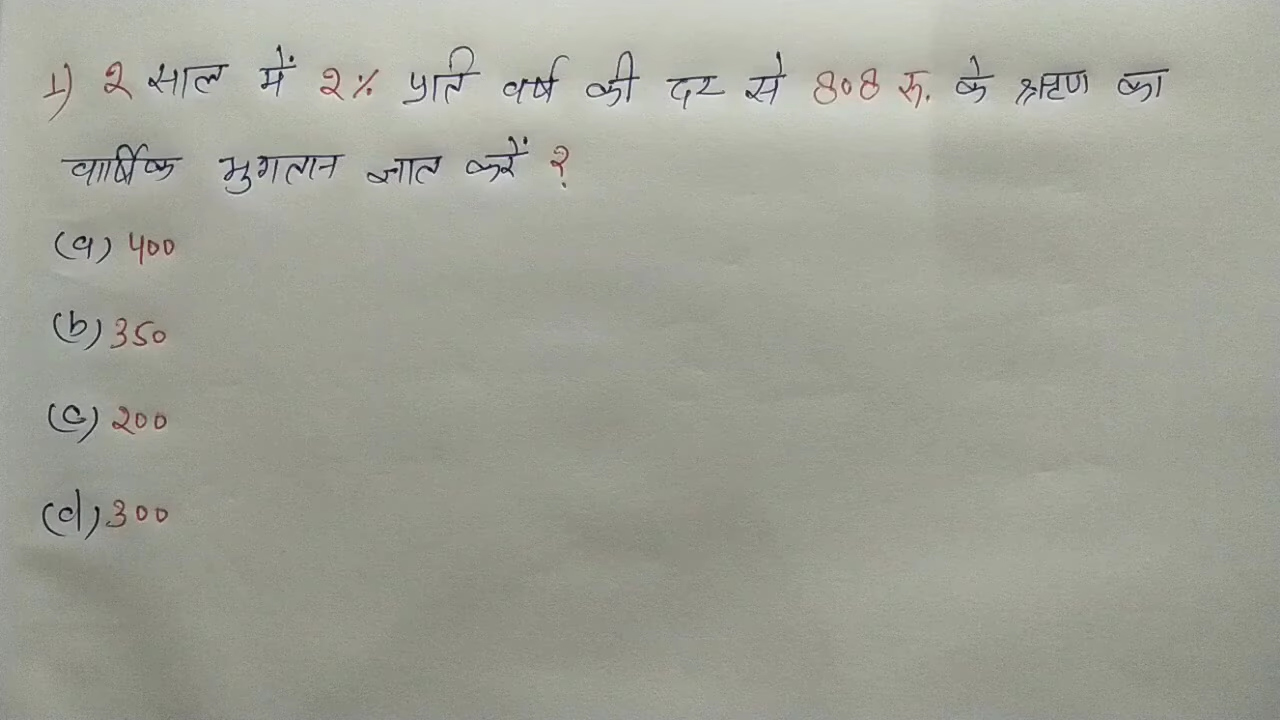 1) 2 साल में 2% प्रति वर्ष की दर से 808 रु. के ऋण का
वार्षिक भुगतान ज्ञात करें ?
(a) 400
(b) 350
(c) 200
(d) 300